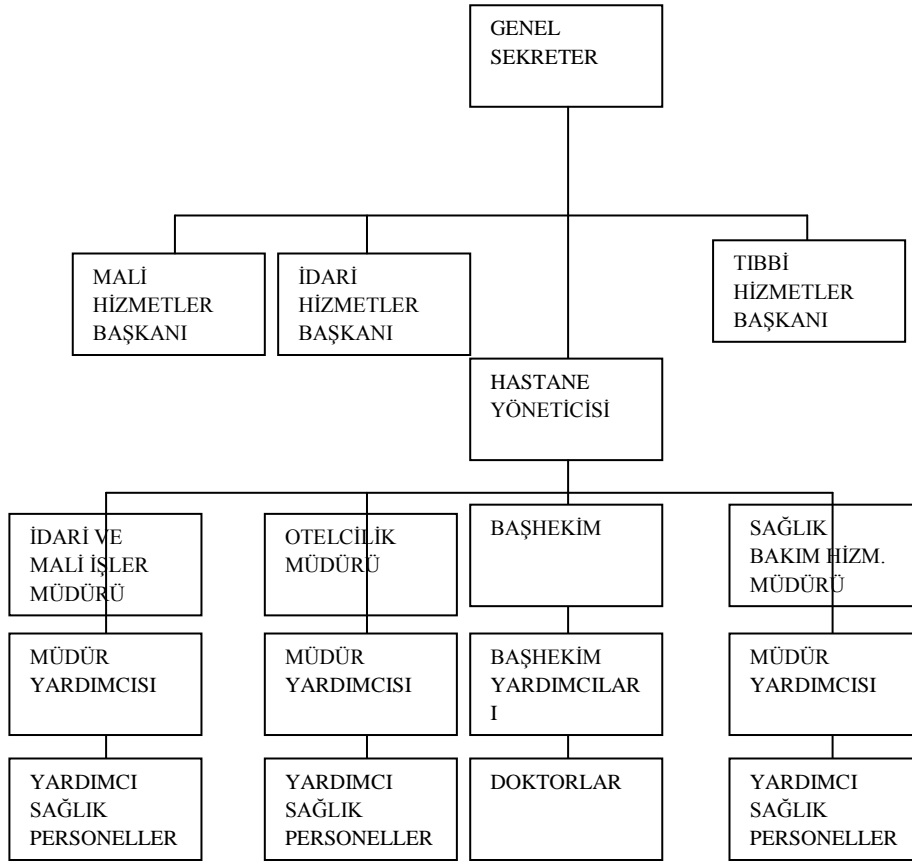 GENEL
SEKRETER
MALİ
HİZMETLER
BAŞKANI
İDARİ
HİZMETLER
BAŞKANI
TIBBİ
HİZMETLER
BAŞKANI
HASTANE
YÖNETİCİSİ
İDARİ VE
MALİ İŞLER
MÜDÜRÜ
OTELCİLİK
MÜDÜRÜ
BAŞHEKİM
SAĞLIK
BAKIM HİZM.
MÜDÜRÜ
MÜDÜR
YARDIMCISI
MÜDÜR
YARDIMCISI
BAŞHEKİM
YARDIMCILAR
I
MÜDÜR
YARDIMCISI
YARDIMCI
SAĞLIK
PERSONELLER
YARDIMCI
SAĞLIK
PERSONELLER
DOKTORLAR
YARDIMCI
SAĞLIK
PERSONELLER